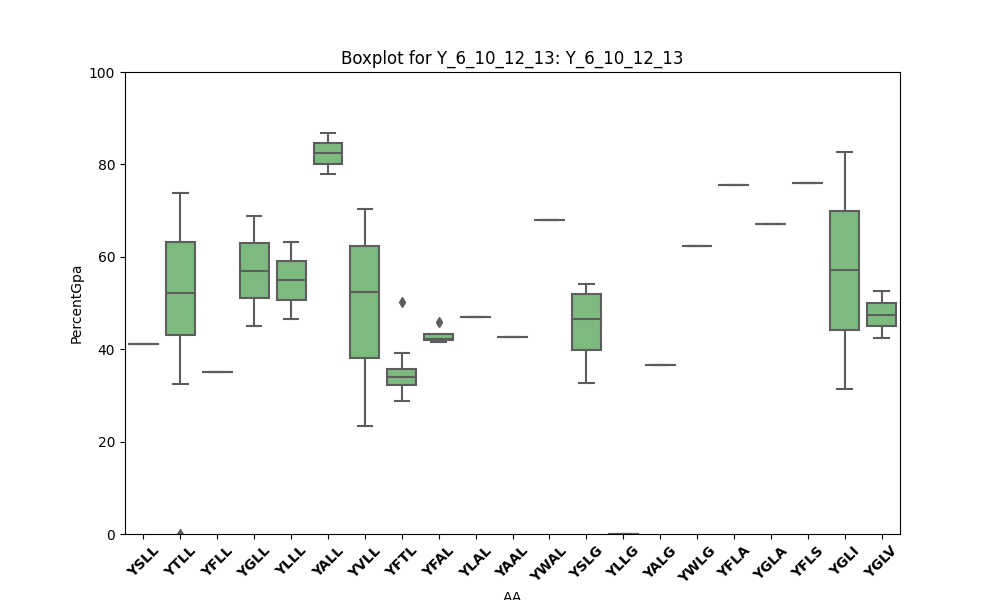 Boxplot for Y_6_10_12_13: Y_6_10_12_13
100
80
60
40
20
0
PercentGpa
YSLL YTLL YFLL YGLL YLLL YALL YVLL YFTL YFAL YLAL YAAL YWAL YSLG YLLG YALG YWLG YFLA YGLA YFLS YGLI YGLV
AA